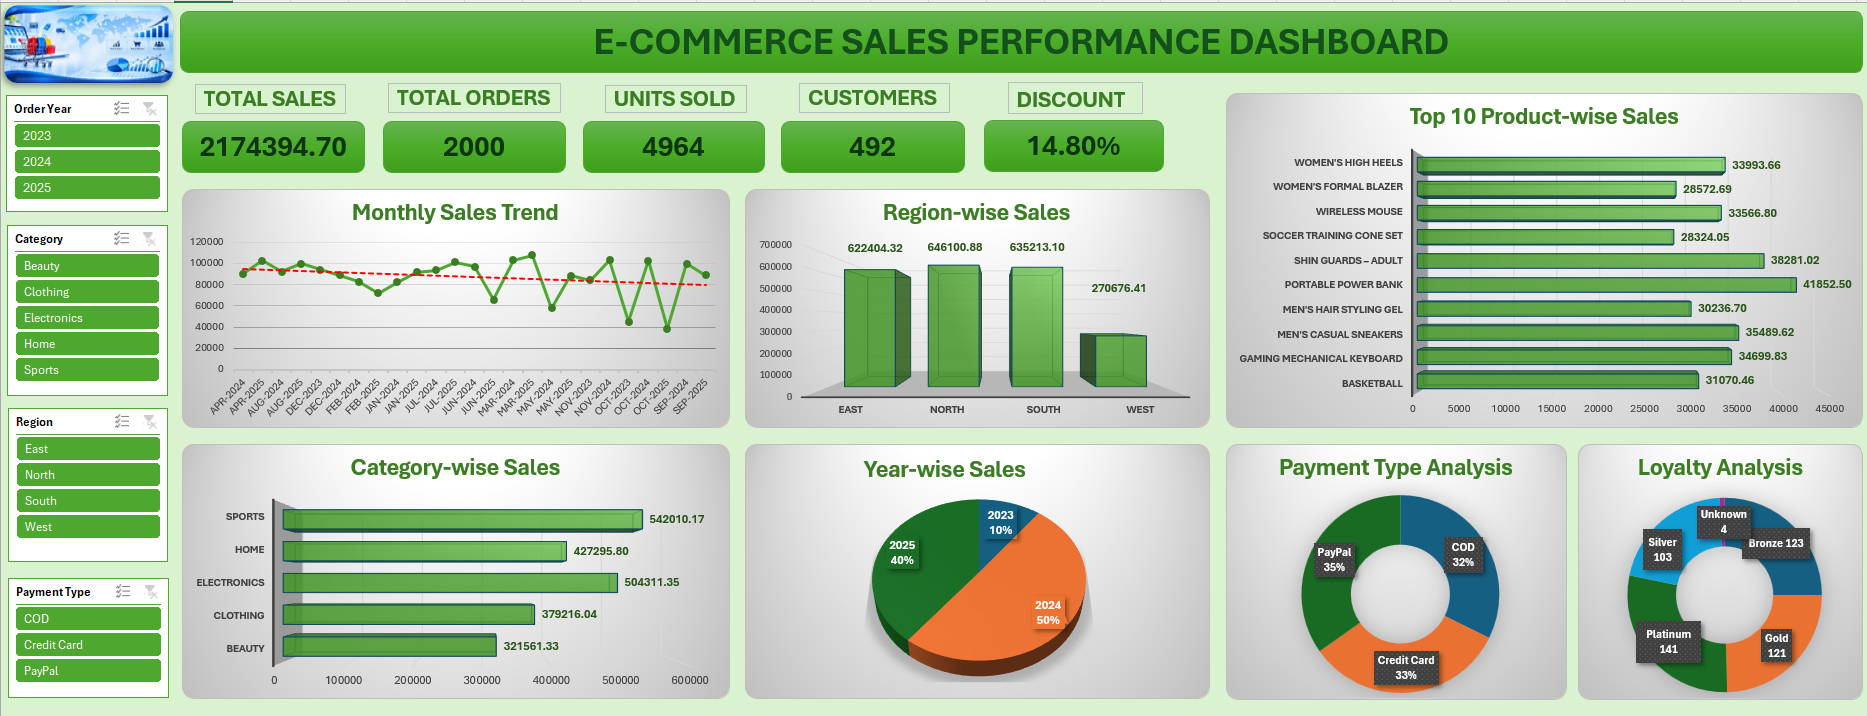 E-COMMERCE SALES PERFORMANCE DASHBOARD
Order Year
2023
2024
2025
Category
Beauty
Clothing
Electronics
Home
Sports
Region
East
North
South
West
Payment Type
COD
Credit Card
PayPal
TOTAL SALES
2174394.70
TOTAL ORDERS
2000
UNITS SOLD
4964
CUSTOMERS
492
DISCOUNT
14.80%
Monthly Sales Trend
120000
100000
80000
60000
40000
20000
0
APR-2024
APR-2025
AUG-2024
AUG-2025
DEC-2023
DEC-2024
FEB-2024
FEB-2025
JAN-2024
JAN-2025
JUL-2024
JUL-2025
JUN-2024
JUN-2025
MAR-2024
MAR-2025
MAY-2024
MAY-2025
NOV-2023
NOV-2024
OCT-2023
OCT-2024
OCT-2025
SEP-2024
SEP-2025
Region-wise Sales
700000
600000
500000
400000
300000
200000
100000
0
622404.32
646100.88
635213.10
270676.41
EAST
NORTH
SOUTH
WEST
Top 10 Product-wise Sales
WOMEN'S HIGH HEELS 33993.66
WOMEN'S FORMAL BLAZER 28572.69
WIRELESS MOUSE 33566.80
SOCCER TRAINING CONE SET 28324.05
SHIN GUARDS – ADULT 38281.02
PORTABLE POWER BANK 41852.50
MEN'S HAIR STYLING GEL 30236.70
MEN'S CASUAL SNEAKERS 35489.62
GAMING MECHANICAL KEYBOARD 34699.83
BASKETBALL 31070.46
0 5000 10000 15000 20000 25000 30000 35000 40000 45000
Category-wise Sales
SPORTS 542010.17
HOME 427295.80
ELECTRONICS 504311.35
CLOTHING 379216.04
BEAUTY 321561.33
0 100000 200000 300000 400000 500000 600000
Year-wise Sales
2023
10%
2025
40%
2024
50%
Payment Type Analysis
PayPal
35%
COD
32%
Credit Card
33%
Loyalty Analysis
Unknown
4
Bronze 123
Silver
103
Platinum
141
Gold
121